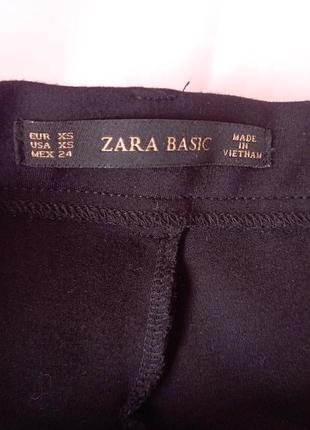 EUR XS
USA XS
MEX 24
ZARA BASIC
MADE
IN
VIETNAM